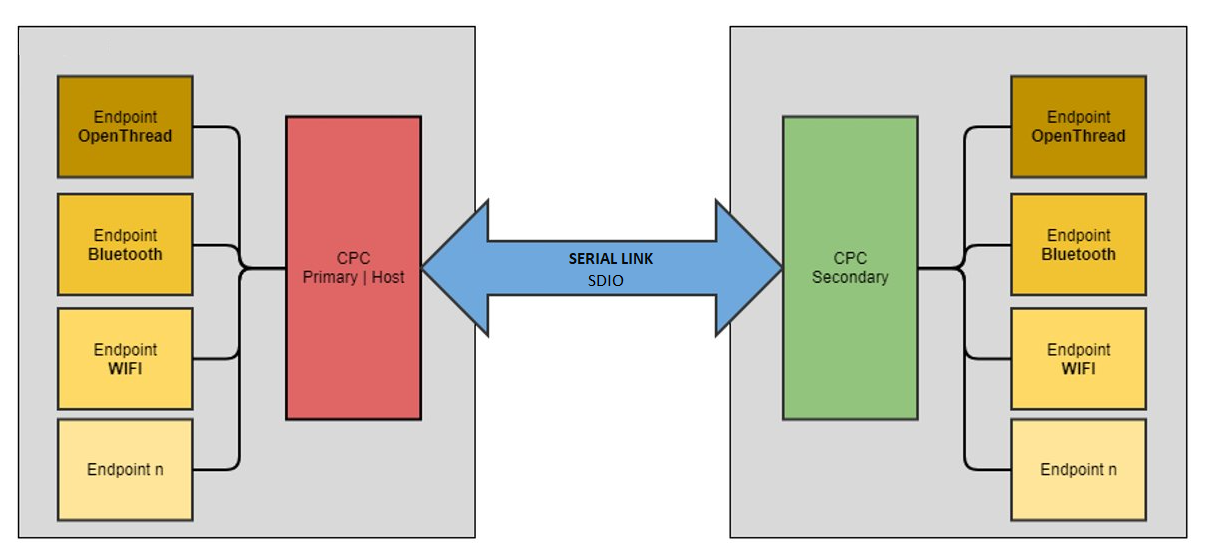 Endpoint
OpenThread
Endpoint
Bluetooth
Endpoint
WIFI
Endpoint n
CPC
Primary | Host
SERIAL LINK
SDIO
CPC
Secondary
Endpoint
OpenThread
Endpoint
Bluetooth
Endpoint
WIFI
Endpoint n